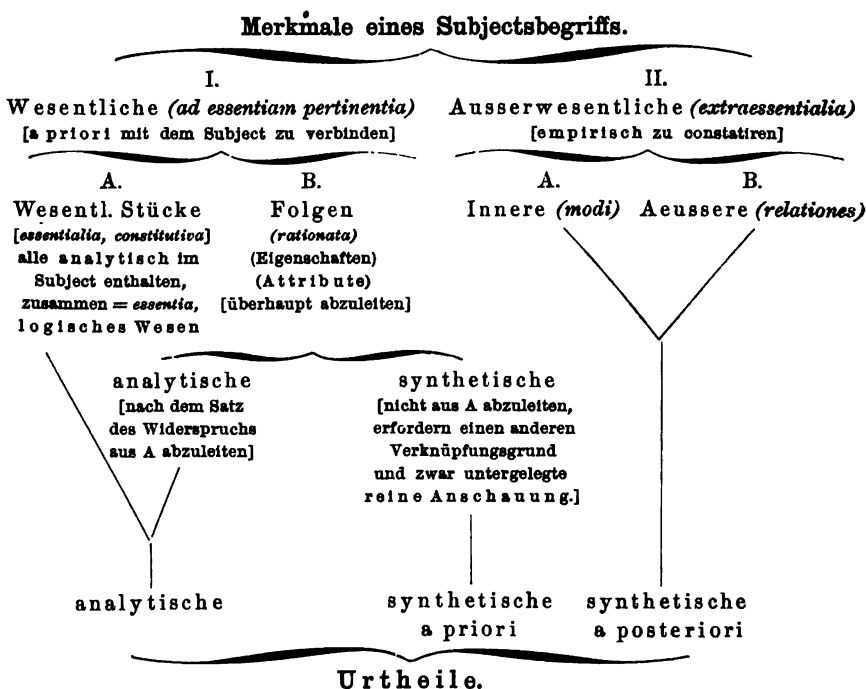 Merkmale eines Subjectsbegriffs.
I.
Wesentliche (ad essentiam pertinentia)
[a priori mit dem Subject zu verbinden]
II.
Ausserwesentliche (extraessentialia)
[empirisch zu constatiren]
A.
Wesentl. Stücke
[essentialia, constitutiva]
alle analytisch im
Subject enthalten,
zusammen = essentia,
logisches Wesen
B.
Folgen
(rationata)
(Eigenschaften)
(Attribute)
[überhaupt abzuleiten]
A.
Innere (modi)
B.
Aeussere (relationes)
analytische
[nach dem Satz
des Widerspruchs
aus A abzuleiten]
synthetische
[nicht aus A abzuleiten,
erfordern einen anderen
Verknüpfungsgrund
und zwar untergelegte
reine Anschauung.]
analytische
synthetische
a priori
synthetische
a posteriori
Urtheile.